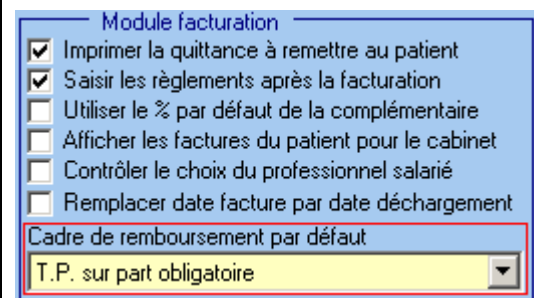 Module facturation
Imprimer la quittance à remettre au patient
Saisir les règlements après la facturation
Utiliser le % par défaut de la complémentaire
Afficher les factures du patient pour le cabinet
Contrôler le choix du professionnel salarié
Remplacer date facture par date déchargement
Cadre de remboursement par défaut
T.P. sur part obligatoire